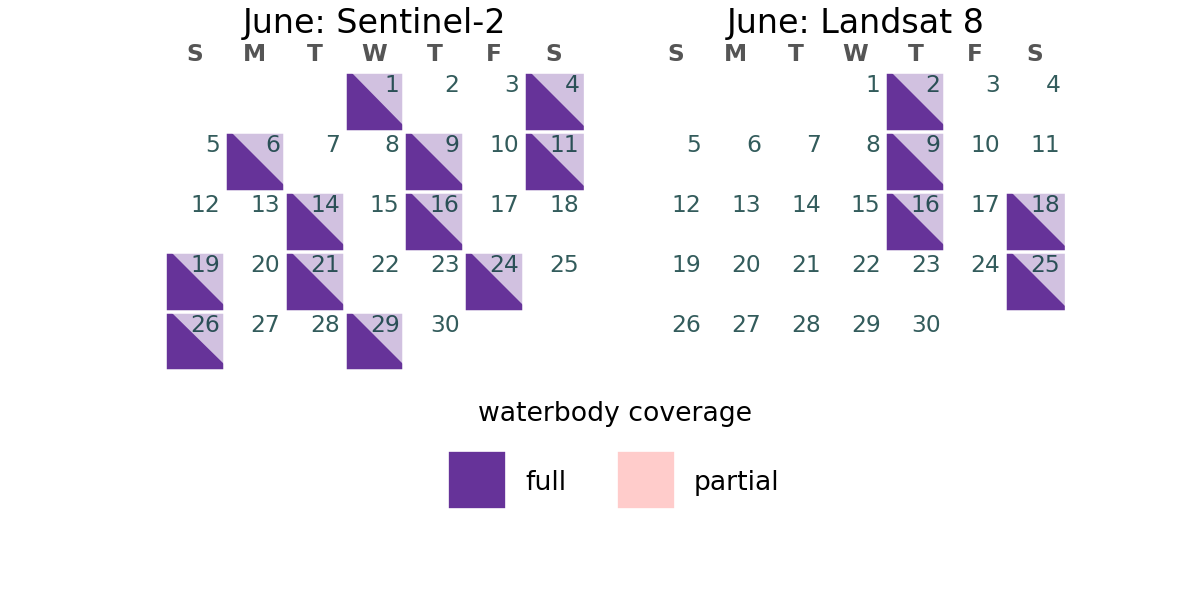 June: Sentinel-2
S M T W T F S
1 2 3 4
5 6 7 8 9 10 11
12 13 14 15 16 17 18
19 20 21 22 23 24 25
26 27 28 29 30
June: Landsat 8
S M T W T F S
1 2 3 4
5 6 7 8 9 10 11
12 13 14 15 16 17 18
19 20 21 22 23 24 25
26 27 28 29 30
waterbody coverage
full partial